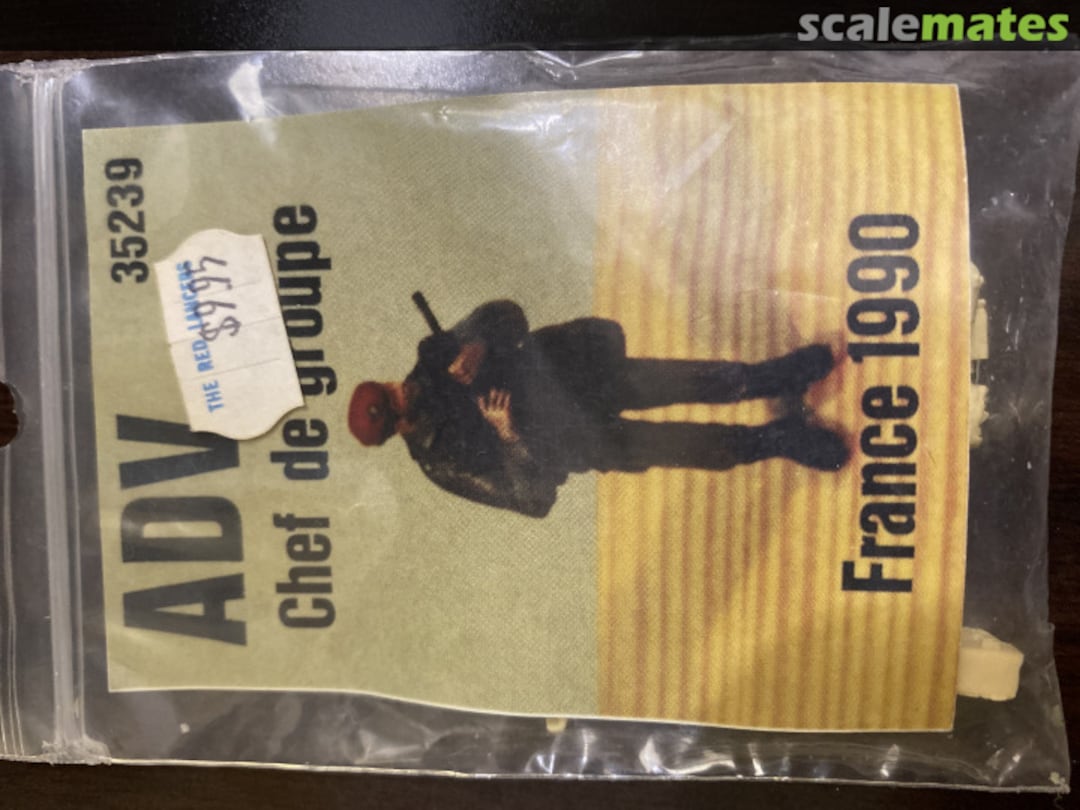 scalemates
35239
ADV
THE RED LANCERS
$9.95
Chef de groupe
France 1990